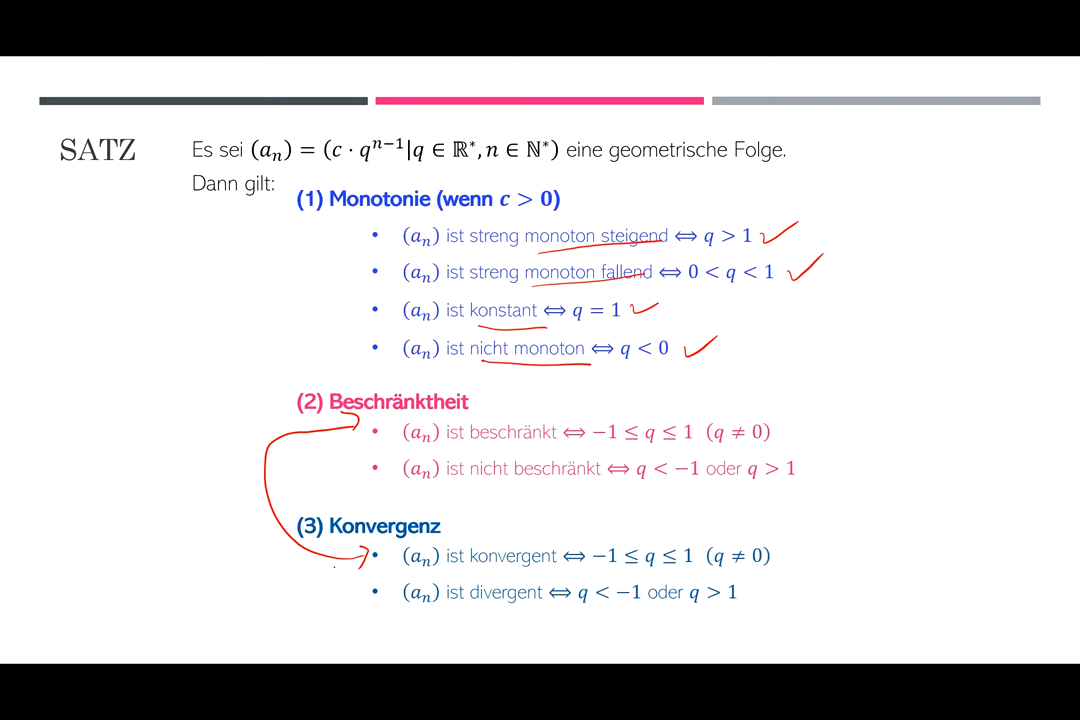 SATZ
Es sei (aₙ) = (c · qⁿ⁻¹|q ∈ ℝ*, n ∈ ℕ*) eine geometrische Folge.
Dann gilt:
(1) Monotonie (wenn c > 0)
• (aₙ) ist streng monoton steigend ⟺ q > 1
• (aₙ) ist streng monoton fallend ⟺ 0 < q < 1
• (aₙ) ist konstant ⟺ q = 1
• (aₙ) ist nicht monoton ⟺ q < 0
(2) Beschränktheit
• (aₙ) ist beschränkt ⟺ −1 ≤ q ≤ 1 (q ≠ 0)
• (aₙ) ist nicht beschränkt ⟺ q < −1 oder q > 1
(3) Konvergenz
• (aₙ) ist konvergent ⟺ −1 ≤ q ≤ 1 (q ≠ 0)
• (aₙ) ist divergent ⟺ q < −1 oder q > 1